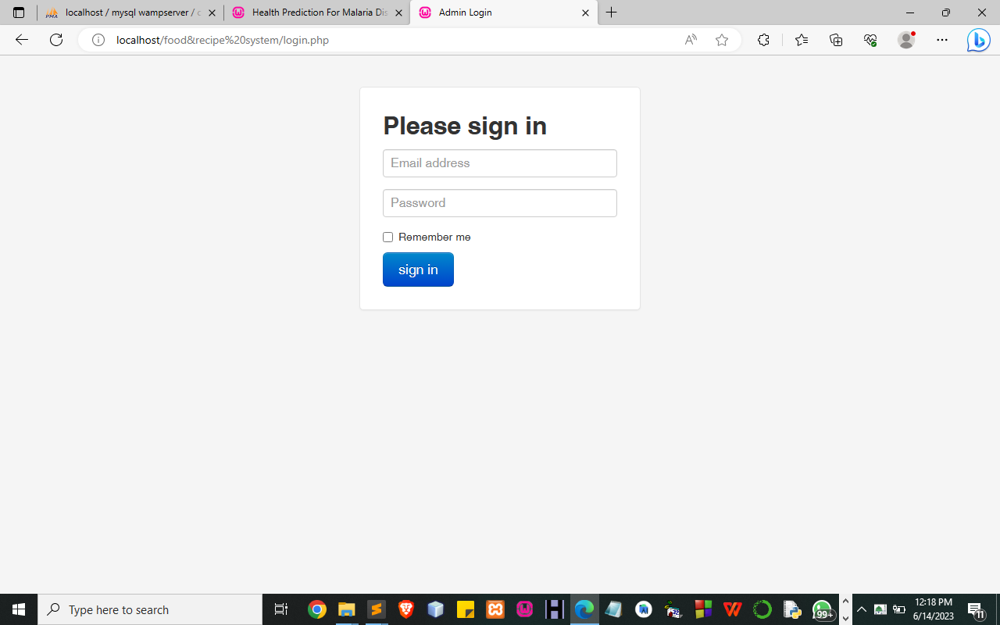 localhost / mysql wampserver /
Health Prediction For Malaria Dis
Admin Login
localhost/food&recipe%20system/login.php
Please sign in
Email address
Password
Remember me
sign in
Type here to search
99+
12:18 PM
6/14/2023
11